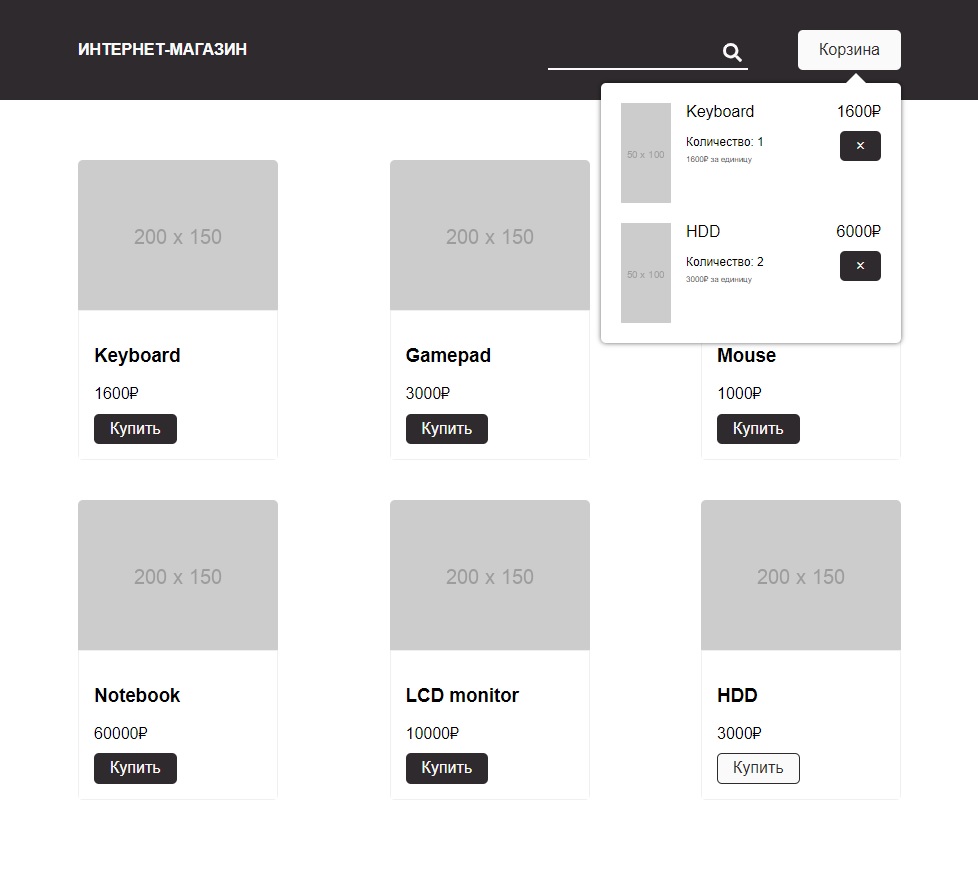 ИНТЕРНЕТ-МАГАЗИН
Корзина
50 x 100
Keyboard
1600₽
Количество: 1
1600₽ за единицу
×
50 x 100
HDD
6000₽
Количество: 2
3000₽ за единицу
×
200 x 150
Keyboard
1600₽
Купить
200 x 150
Gamepad
3000₽
Купить
Mouse
1000₽
Купить
200 x 150
Notebook
60000₽
Купить
200 x 150
LCD monitor
10000₽
Купить
200 x 150
HDD
3000₽
Купить